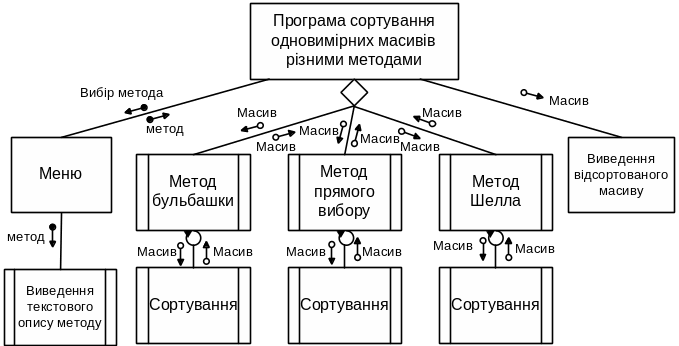 Програма сортування
одновимірних масивів
різними методами
Вибір метода
метод
Масив
Масив
Масив
Масив
Масив
Масив
Масив
Меню
Метод
бульбашки
Метод
прямого
вибору
Метод
Шелла
Виведення
відсортованого
масиву
метод
Масив
Масив
Масив
Масив
Масив
Масив
Виведення
текстового
опису методу
Сортування
Сортування
Сортування